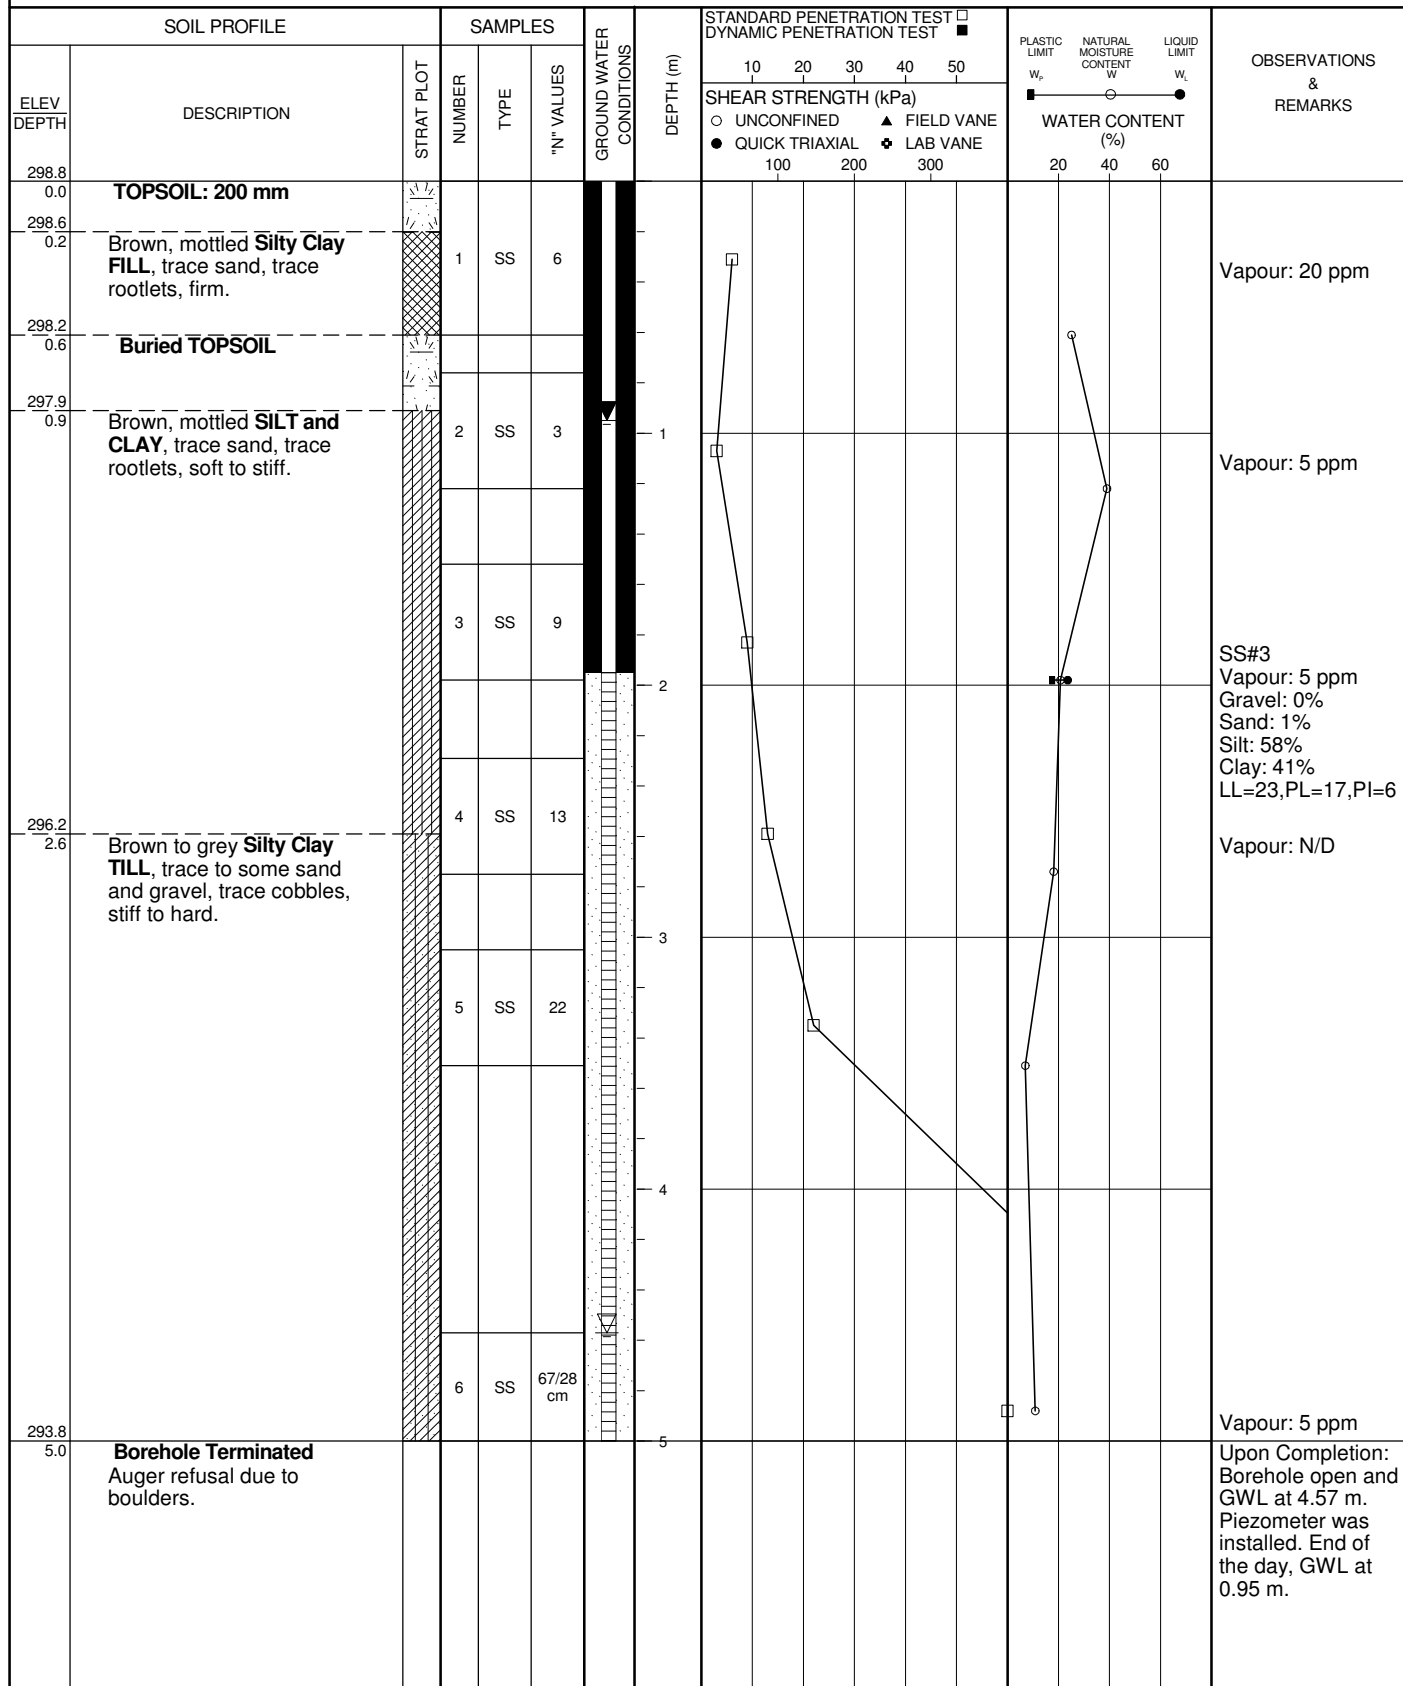 SOIL PROFILE
SAMPLES
GROUND WATER
CONDITIONS
DEPTH (m)
STANDARD PENETRATION TEST
DYNAMIC PENETRATION TEST
10 20 30 40 50
SHEAR STRENGTH (kPa)
UNCONFINED
FIELD VANE
QUICK TRIAXIAL
LAB VANE
100 200 300
PLASTIC
LIMIT
NATURAL
MOISTURE
CONTENT
LIQUID
LIMIT
WP
W
WL
WATER CONTENT
(%)
20 40 60
OBSERVATIONS
&
REMARKS
ELEV
DEPTH
DESCRIPTION
STRAT PLOT
NUMBER
TYPE
"N" VALUES
298.8
0.0
TOPSOIL: 200 mm
298.6
0.2
Brown, mottled Silty Clay
FILL, trace sand, trace
rootlets, firm.
1 SS 6
Vapour: 20 ppm
298.2
0.6
Buried TOPSOIL
297.9
0.9
Brown, mottled SILT and
CLAY, trace sand, trace
rootlets, soft to stiff.
2 SS 3
1
Vapour: 5 ppm
3 SS 9
2
SS#3
Vapour: 5 ppm
Gravel: 0%
Sand: 1%
Silt: 58%
Clay: 41%
LL=23,PL=17,PI=6
4 SS 13
296.2
2.6
Brown to grey Silty Clay
TILL, trace to some sand
and gravel, trace cobbles,
stiff to hard.
Vapour: N/D
3
5 SS 22
4
6 SS 67/28
cm
Vapour: 5 ppm
293.8
5.0
5
Borehole Terminated
Auger refusal due to
boulders.
Upon Completion:
Borehole open and
GWL at 4.57 m.
Piezometer was
installed. End of
the day, GWL at
0.95 m.